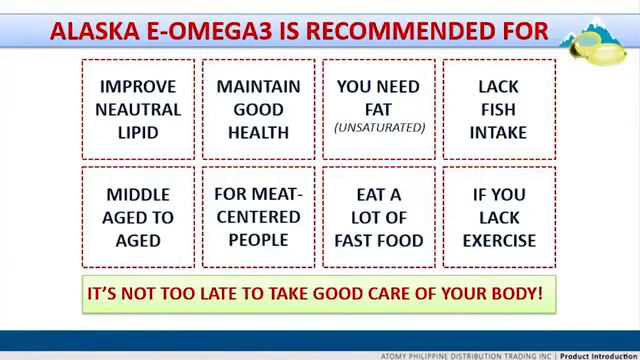 ALASKA E-OMEGA3 IS RECOMMENDED FOR
IMPROVE
NEAUTRAL
LIPID
MAINTAIN
GOOD
HEALTH
YOU NEED
FAT
(UNSATURATED)
LACK
FISH
INTAKE
MIDDLE
AGED TO
AGED
FOR MEAT-
CENTERED
PEOPLE
EAT A
LOT OF
FAST FOOD
IF YOU
LACK
EXERCISE
IT'S NOT TOO LATE TO TAKE GOOD CARE OF YOUR BODY!
ATOMY PHILIPPINE DISTRIBUTION TRADING INC | Product Introduction